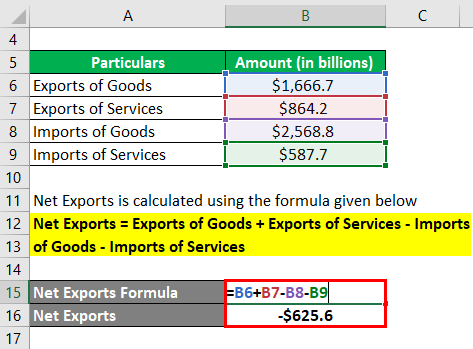 A B C
4
5 Particulars Amount (in billions)
6 Exports of Goods $1,666.7
7 Exports of Services $864.2
8 Imports of Goods $2,568.8
9 Imports of Services $587.7
10
11 Net Exports is calculated using the formula given below
12 Net Exports = Exports of Goods + Exports of Services - Imports
13 of Goods - Imports of Services
14
15 Net Exports Formula =B6+B7-B8-B9
16 Net Exports -$625.6
17